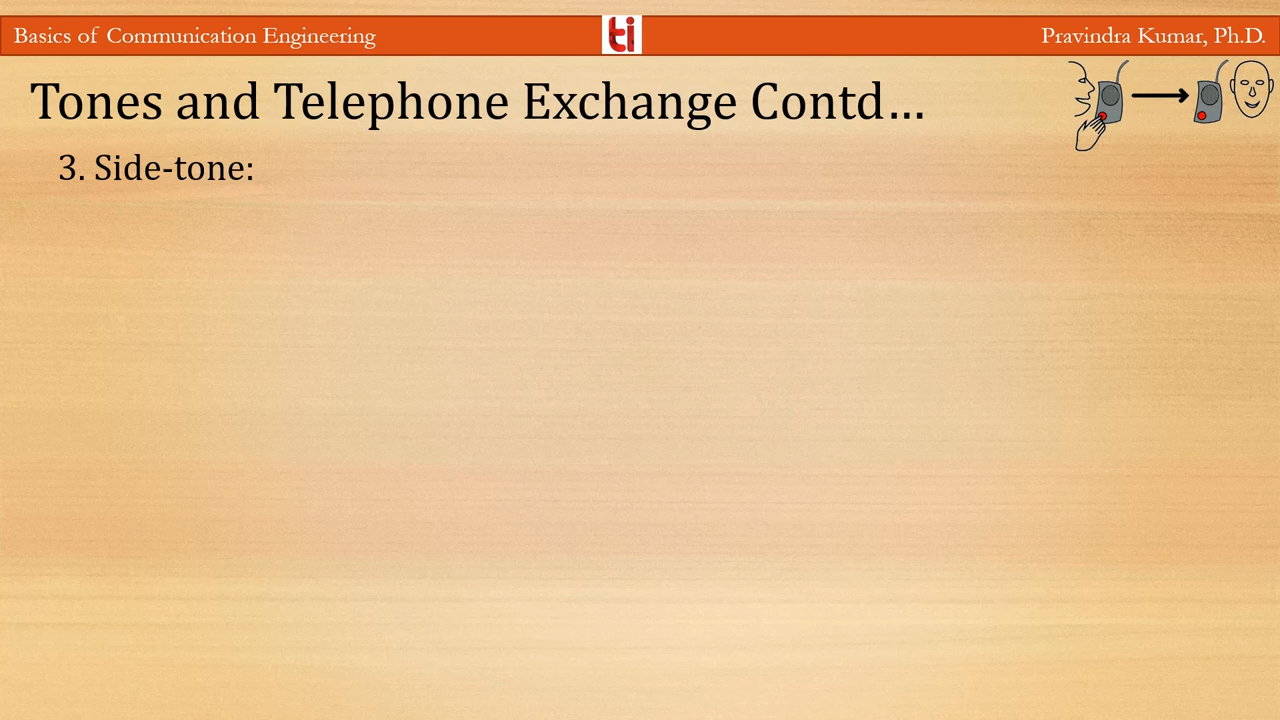 Basics of Communication Engineering
ti
Pravindra Kumar, Ph.D.
Tones and Telephone Exchange Contd…
3. Side-tone: